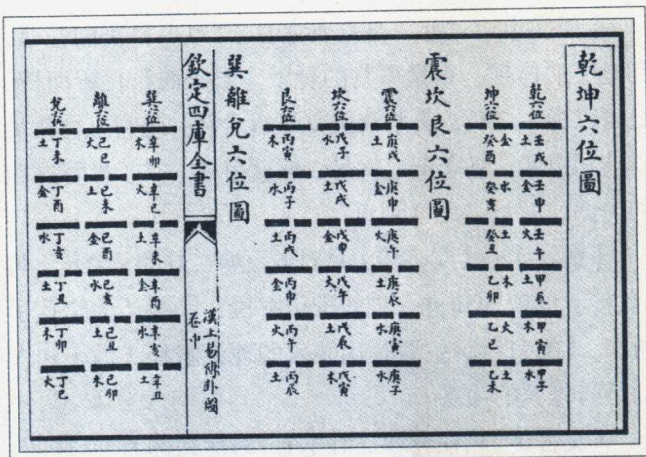 乾坤六位圖
乾六位
壬戌土 壬申金 壬午火 甲辰土 甲寅木 甲子水
坤六位
金癸酉 水癸亥 土癸丑 木乙卯 火乙巳 土乙未
震坎艮六位圖
震六位
庚戌土 庚申金 庚午火 庚辰土 庚寅 庚子水
坎六位
戊子水 戊戌土 戊申金 戊午火 戊辰土 戊寅木
艮六位
丙寅木 丙子水 丙戌土 丙申金 丙午火 丙辰土
巽離兌六位圖
欽定四庫全書
漢上易傳卦圖
卷中
巽六位
辛卯木 辛巳火 辛未土 辛酉金 辛亥水 辛丑土
離六位
己巳火 己未土 己酉金 己亥水 己丑土 己卯木
兌六位
丁未土 丁酉金 丁亥水 丁丑土 丁卯木 丁巳火